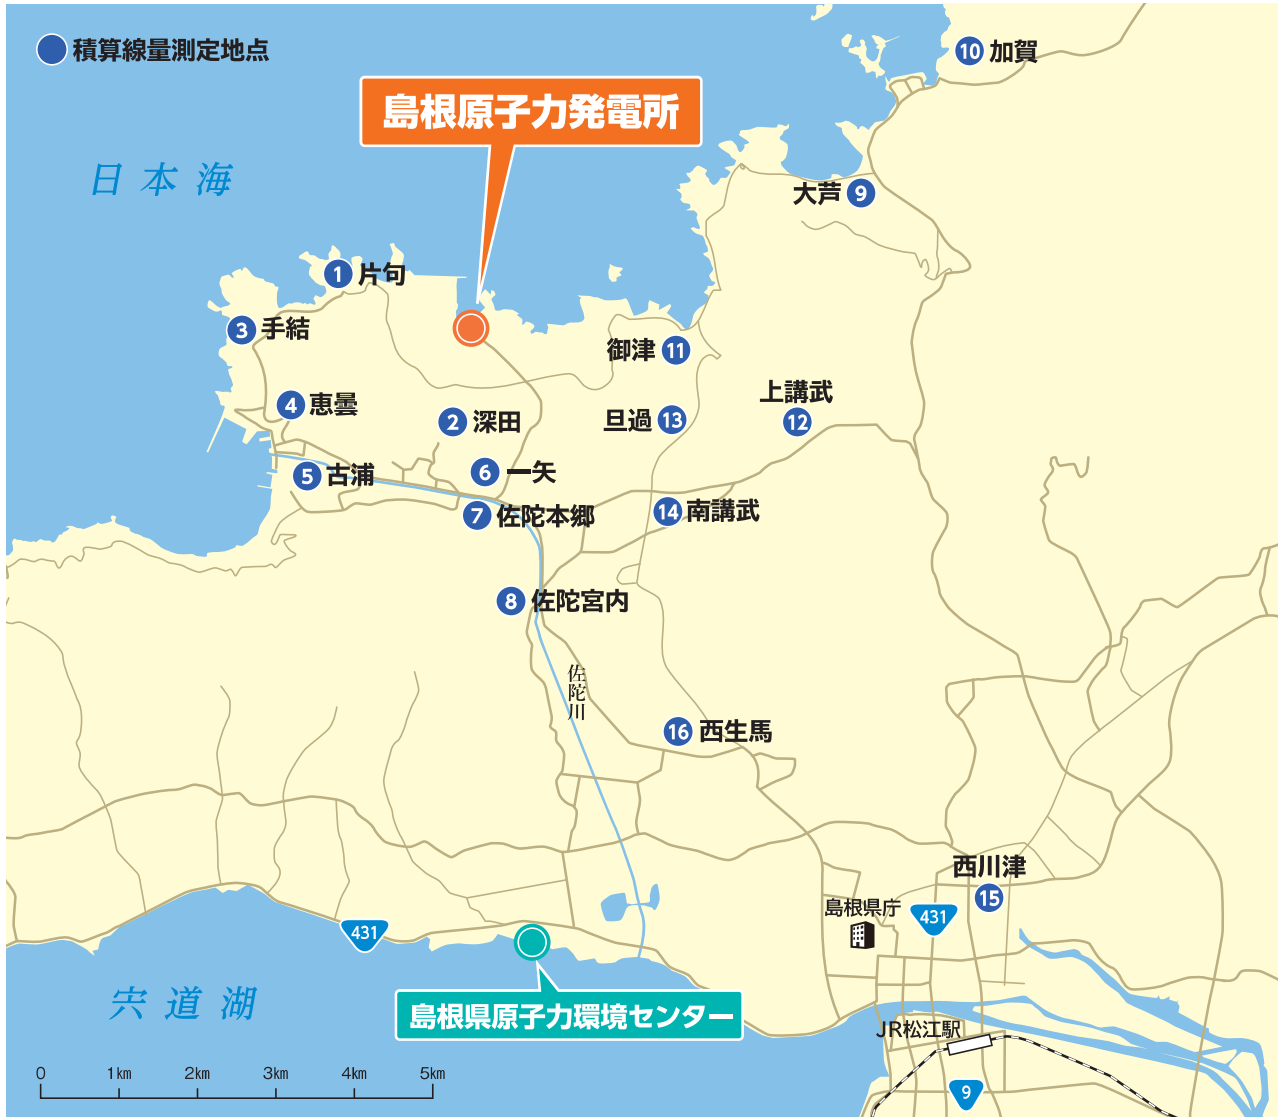 積算線量測定地点
10 加賀
島根原子力発電所
日本海
大芦 9
1 片句
3 手結
御津 11
上講武
12
4 恵曇
2 深田
旦過 13
5 古浦
6 一矢
7 佐陀本郷
14 南講武
8 佐陀宮内
佐陀川
16 西生馬
西川津
15
島根県庁
431
431
宍道湖
島根県原子力環境センター
JR松江駅
0 1km 2km 3km 4km 5km
9